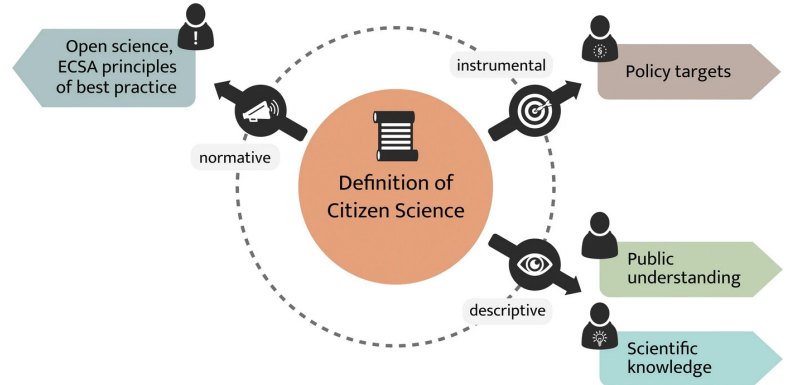 Open science,
ECSA principles
of best practice
!
instrumental
§
Policy targets
normative
Definition of
Citizen Science
Public
understanding
descriptive
Scientific
knowledge